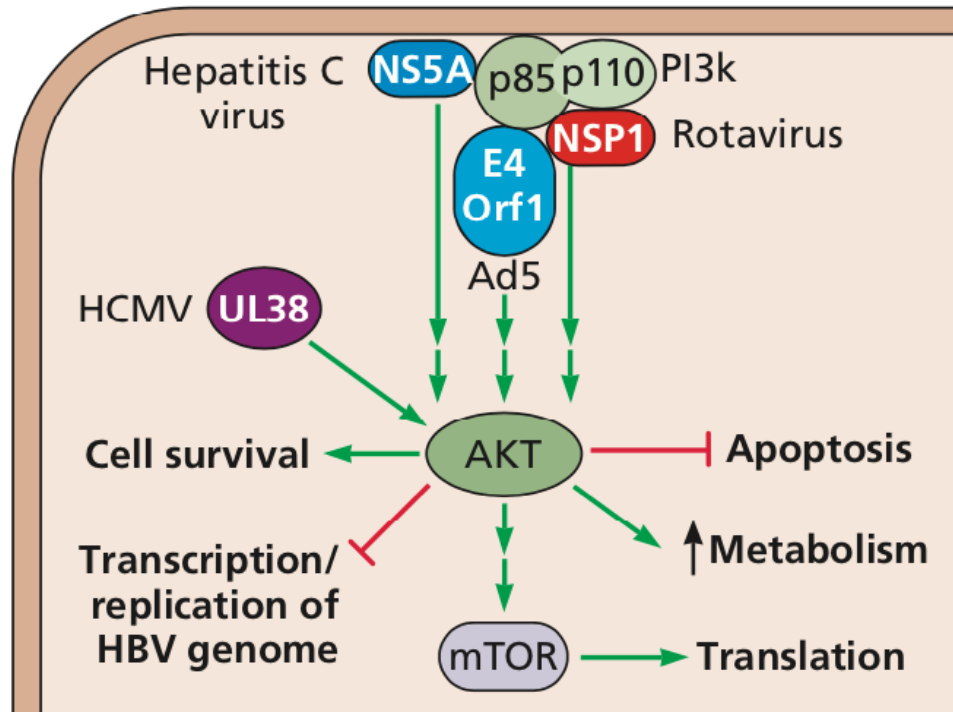 Hepatitis C
virus
NS5A
p85
p110
PI3k
NSP1
Rotavirus
E4
Orf1
Ad5
HCMV
UL38
AKT
Cell survival
Apoptosis
Transcription/
replication of
HBV genome
Metabolism
mTOR
Translation